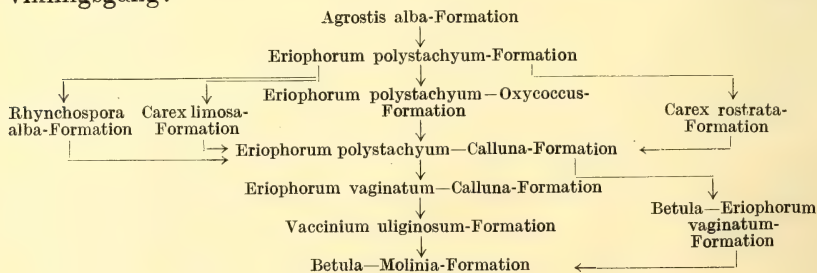 Agrostis alba-Formation
Eriophorum polystachyum-Formation
Rhynchospora
alba-Formation
Carex limosa-
Formation
Eriophorum polystachyum—Oxycoccus-
Formation
Carex rostrata-
Formation
Eriophorum polystachyum—Calluna-Formation
Eriophorum vaginatum—Calluna-Formation
Betula—Eriophorum
vaginatum-
Formation
Vaccinium uliginosum-Formation
Betula—Molinia-Formation